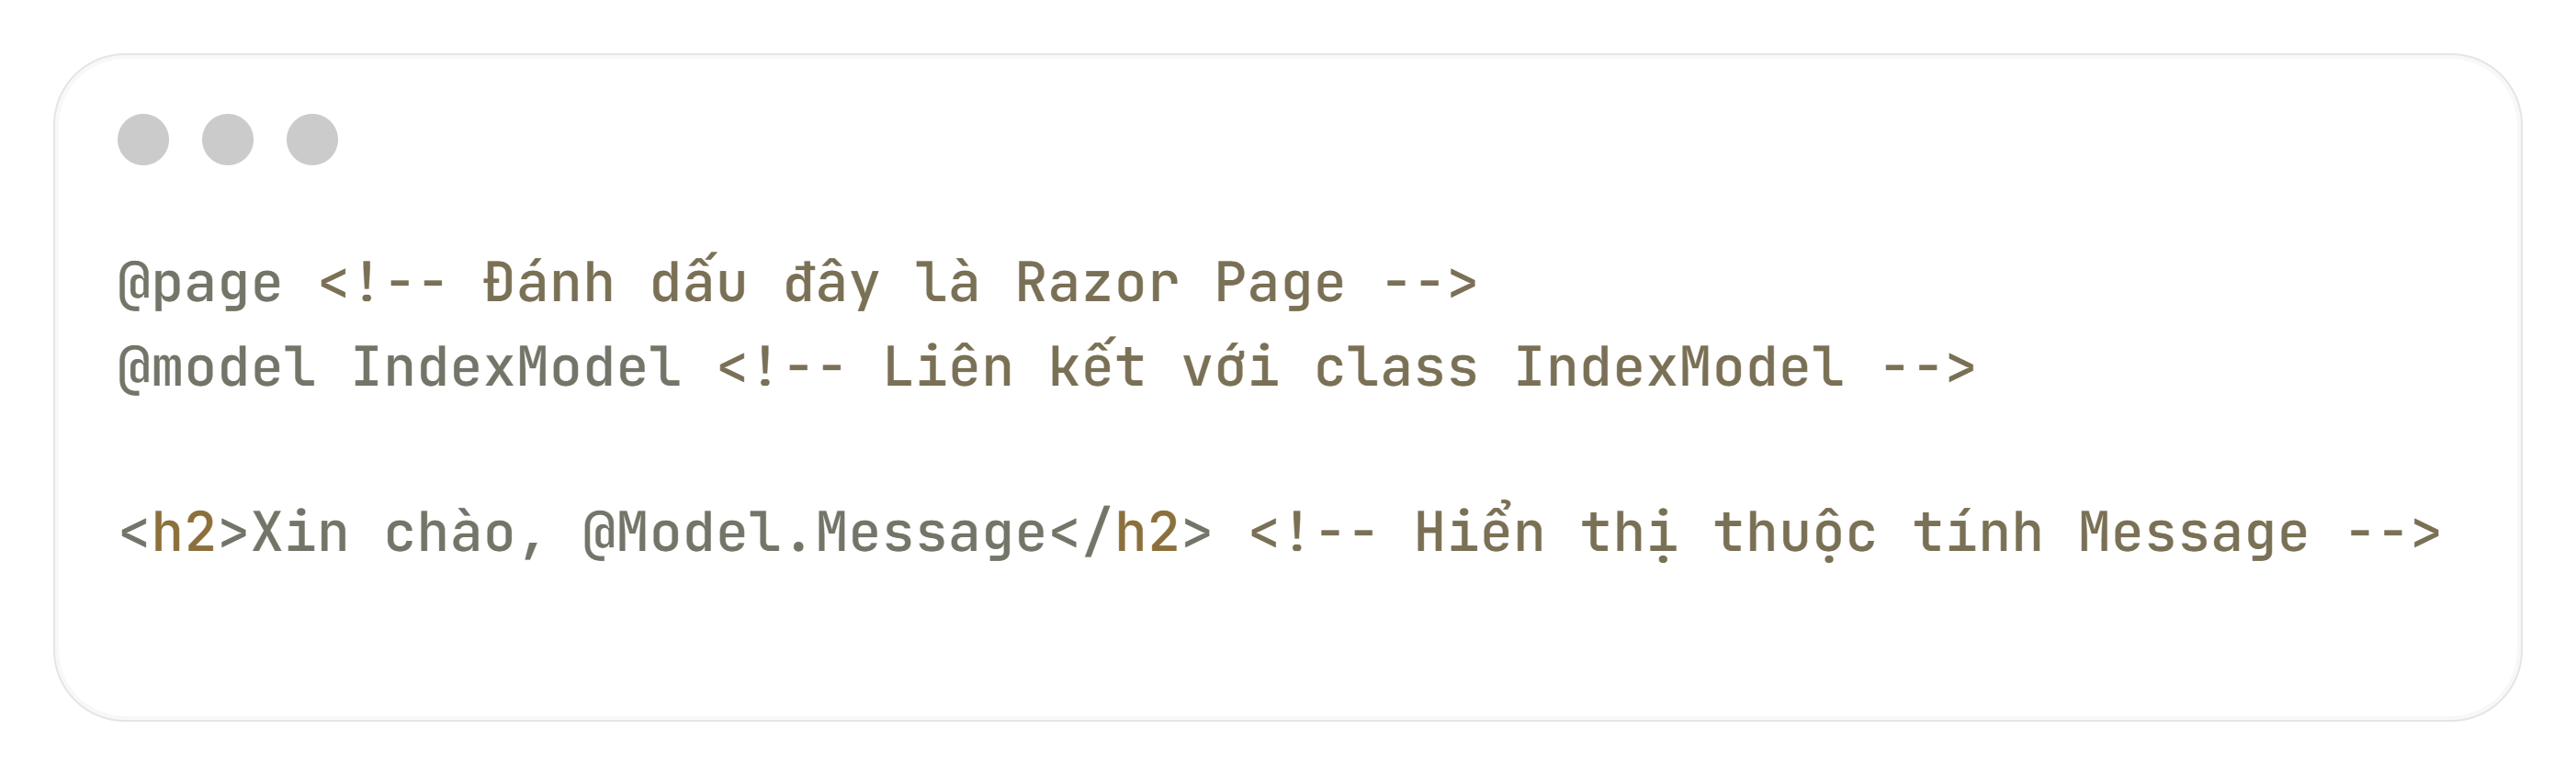 @page <!-- Đánh dấu đây là Razor Page -->
@model IndexModel <!-- Liên kết với class IndexModel -->
<h2>Xin chào, @Model.Message</h2> <!-- Hiển thị thuộc tính Message -->